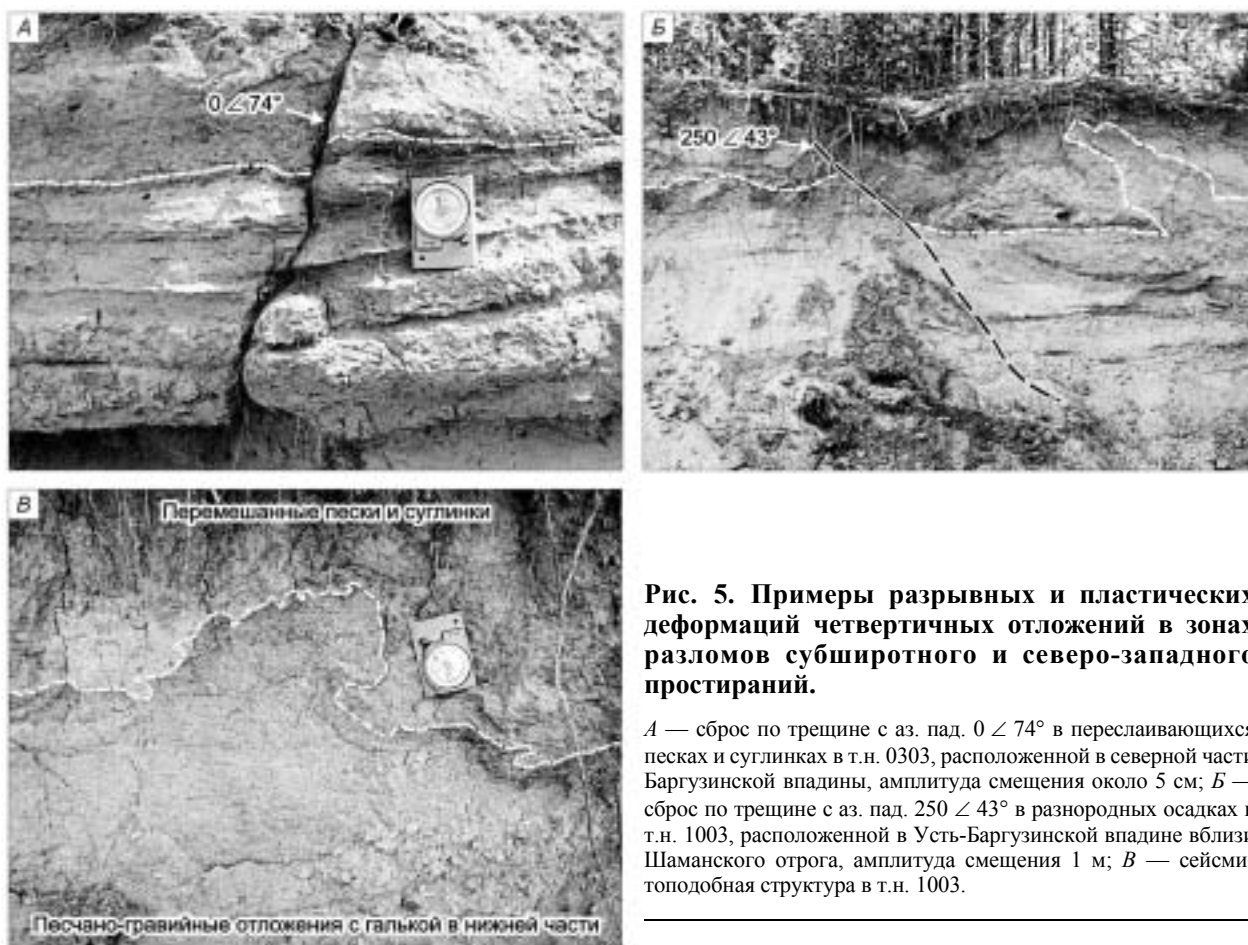 А
0 ∠ 74°
Б
250 ∠ 43°
В
Перемешанные пески и суглинки
Песчано-гравийные отложения с галькой в нижней части
Рис. 5. Примеры разрывных и пластических
деформаций четвертичных отложений в зонах
разломов субширотного и северо-западного
простираний.
А — сброс по трещине с аз. пад. 0 ∠ 74° в переслаивающихся
песках и суглинках в т.н. 0303, расположенной в северной части
Баргузинской впадины, амплитуда смещения около 5 см; Б —
сброс по трещине с аз. пад. 250 ∠ 43° в разнородных осадках
т.н. 1003, расположенной в Усть-Баргузинской впадине вблизи
Шаманского отрога, амплитуда смещения 1 м; В — сейсми
топодобная структура в т.н. 1003.